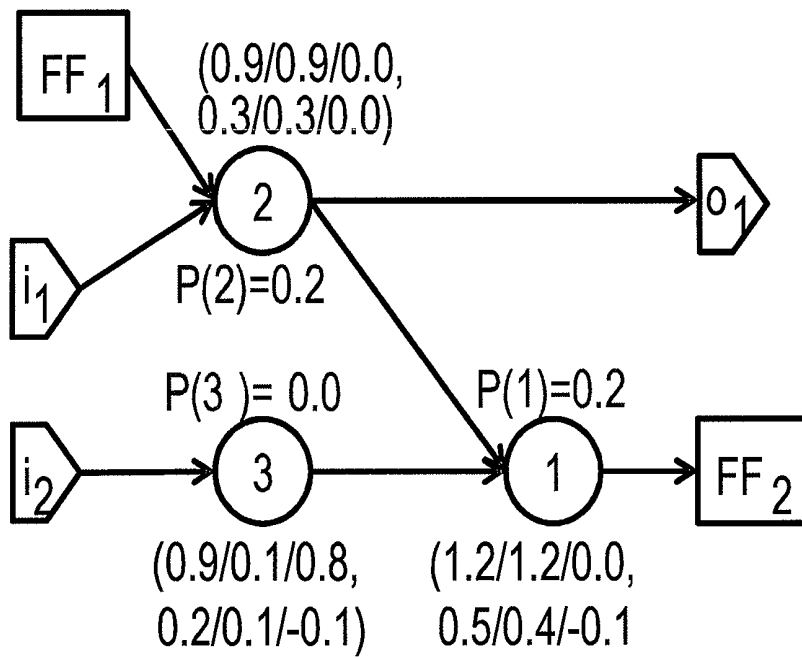 FF1
(0.9/0.9/0.0,
0.3/0.3/0.0)
2
o1
i1
P(2)=0.2
P(3 )= 0.0
P(1)=0.2
i2
3
1
FF2
(0.9/0.1/0.8,
0.2/0.1/-0.1)
(1.2/1.2/0.0,
0.5/0.4/-0.1